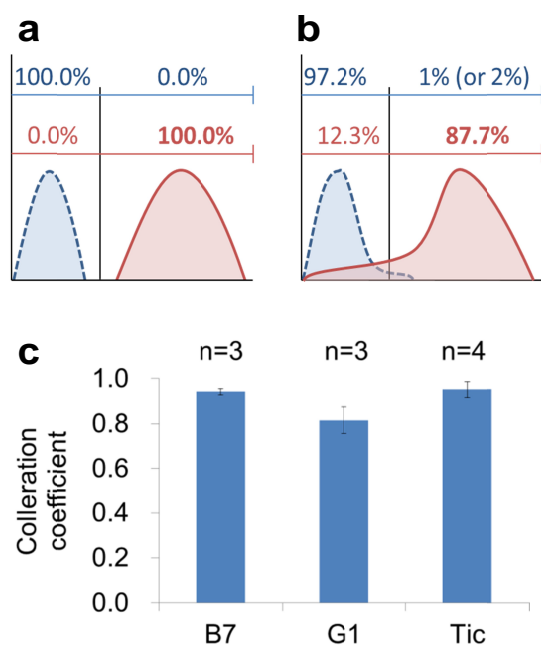 a
100.0% 0.0%
0.0% 100.0%
b
97.2% 1% (or 2%)
12.3% 87.7%
c
n=3 n=3 n=4
Colleration
coefficient
1.0
0.8
0.6
0.4
0.2
0.0
B7 G1 Tic